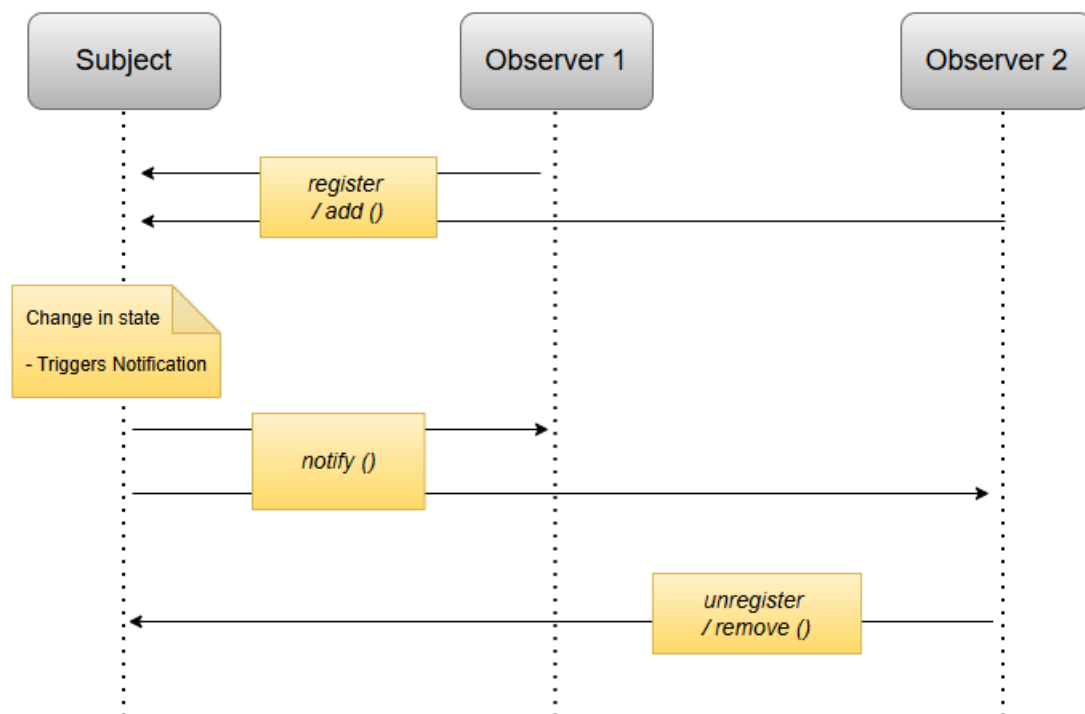 Subject
Observer 1
Observer 2
register
/ add ()
Change in state
- Triggers Notification
notify ()
unregister
/ remove ()